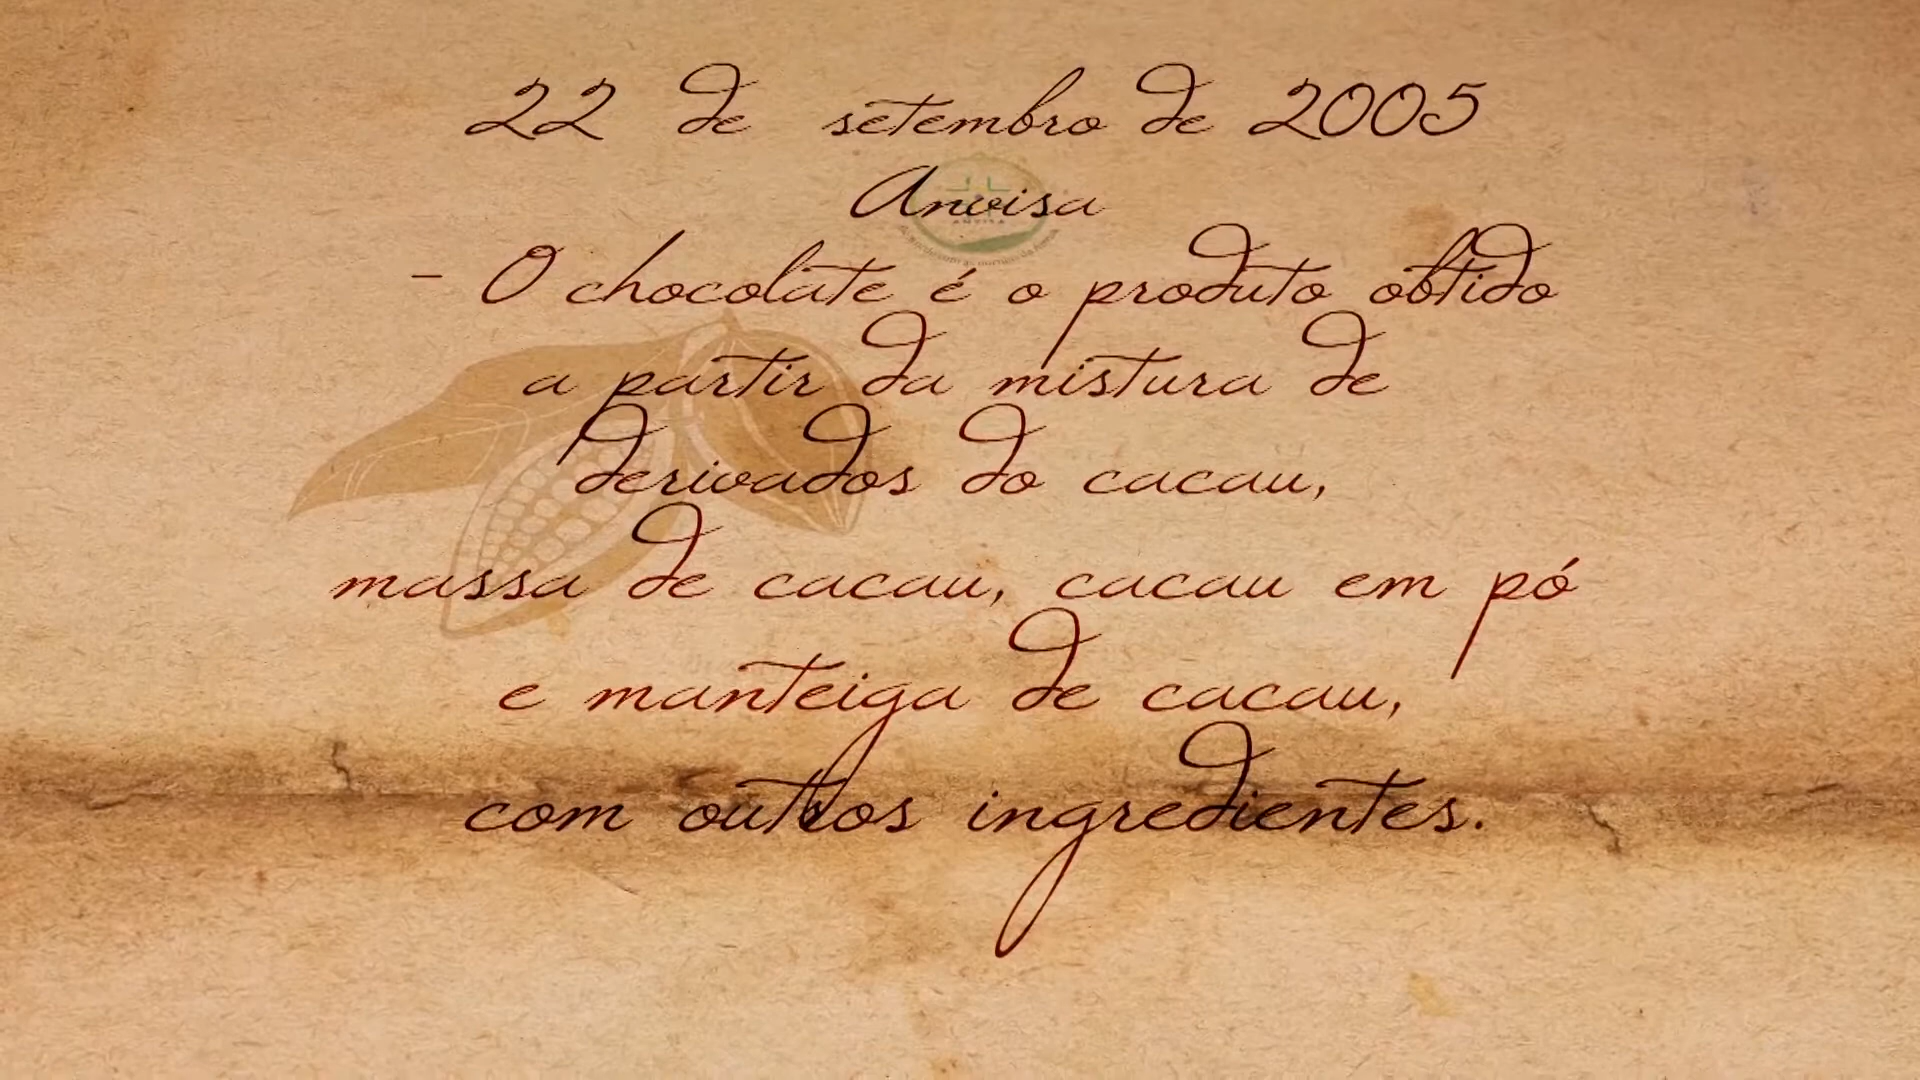 22 de setembro de 2005
Anvisa
- O chocolate é o produto obtido
a partir da mistura de
derivados do cacau,
massa de cacau, cacau em pó
e manteiga de cacau,
com outros ingredientes.